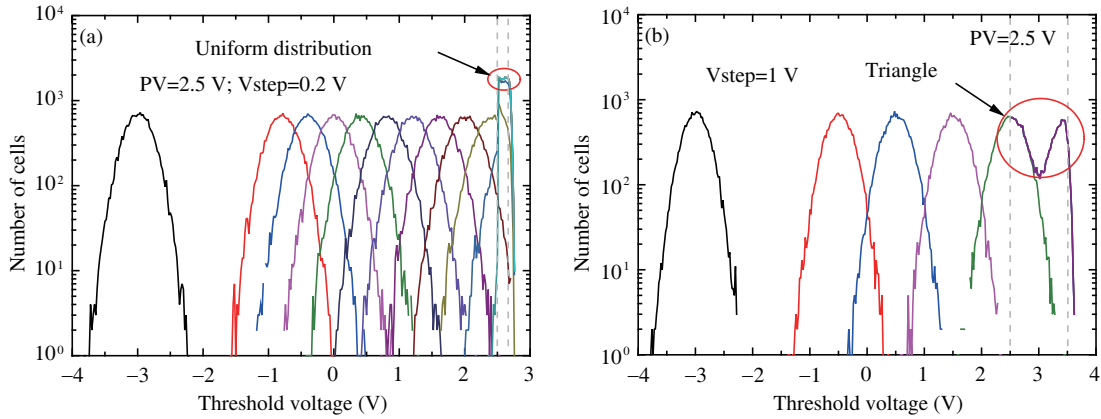 (a)
Uniform distribution
PV=2.5 V; Vstep=0.2 V
Number of cells
10⁴
10³
10²
10¹
10⁰
−4 −3 −2 −1 0 1 2 3
Threshold voltage (V)
(b)
PV=2.5 V
Vstep=1 V
Triangle
Number of cells
10⁴
10³
10²
10¹
10⁰
−4 −3 −2 −1 0 1 2 3 4
Threshold voltage (V)